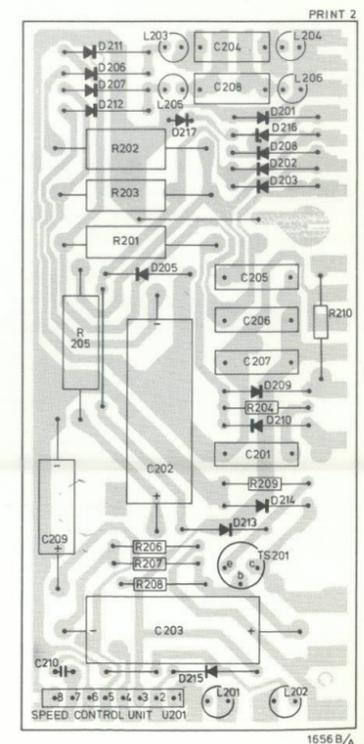 PRINT 2
D211
L203
C204
L204
D206
D207
D212
L205
C208
L206
D217
D201
D216
D208
D202
D203
R202
R203
R201
D205
C205
R210
C206
R
205
C207
D209
R204
D210
C202
C201
C209
R209
D214
D213
R206
R207
R208
TS201
e c
b
C203
C210
D215
8 7 6 5 4 3 2 1
L201
L202
SPEED CONTROL UNIT U201
1656 B/A